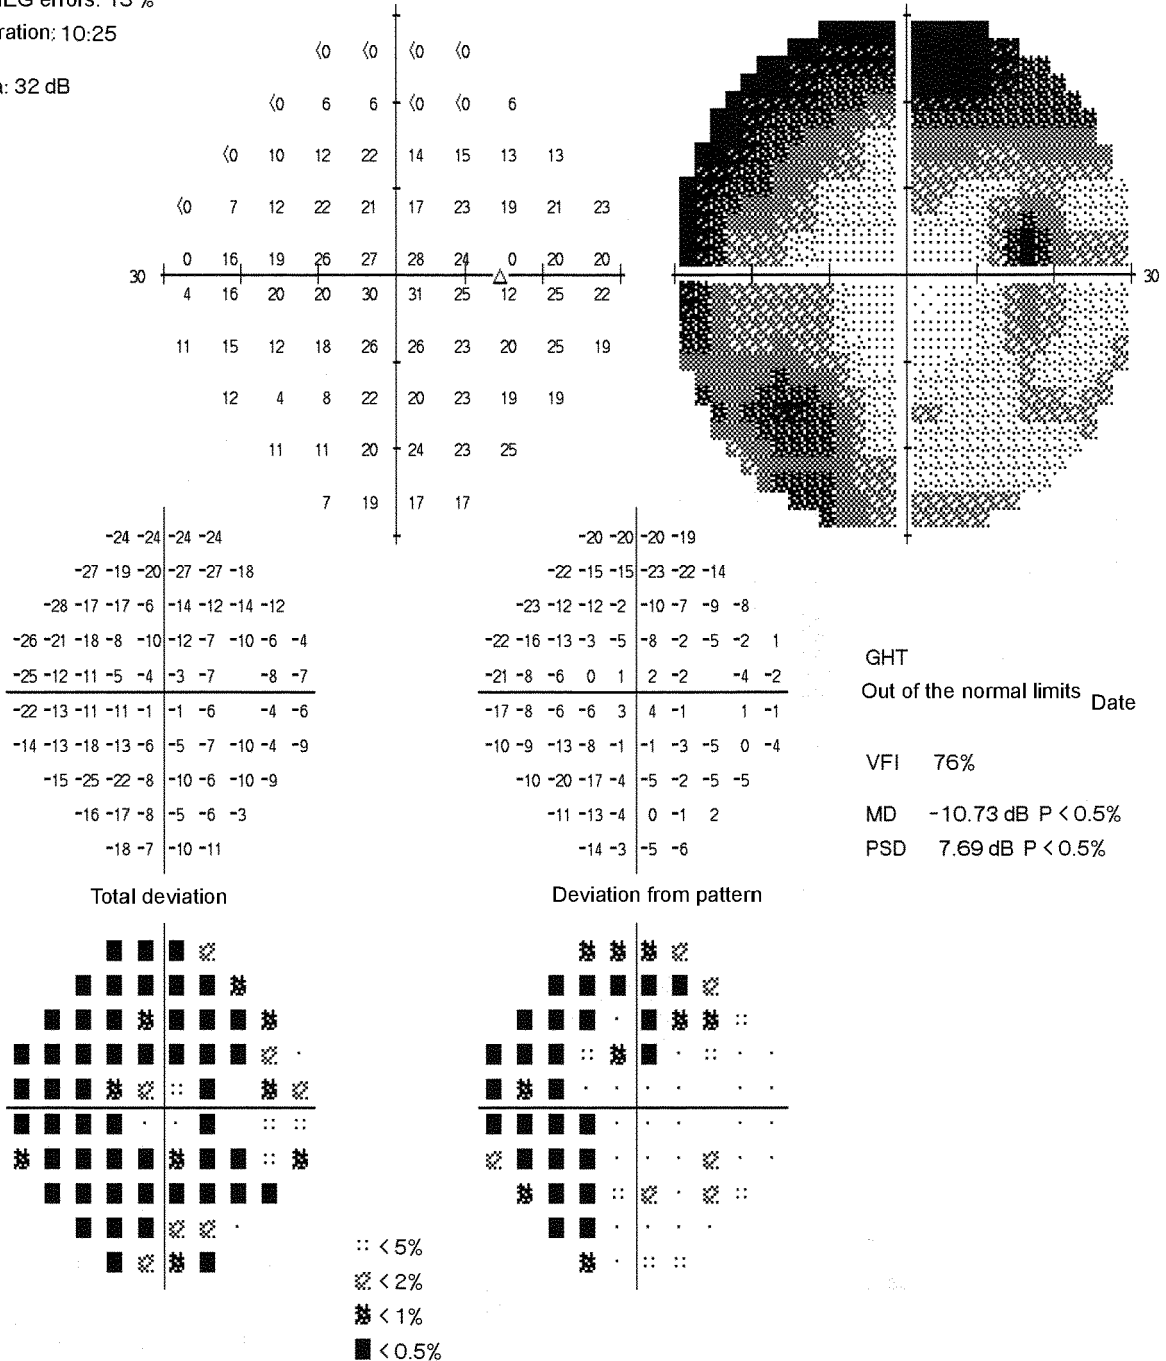 EG errors: 13 %
ration: 10:25
a: 32 dB
<0 <0 <0 <0
<0 6 6 <0 <0 6
<0 10 12 22 14 15 13 13
<0 7 12 22 21 17 23 19 21 23
0 16 19 26 27 28 24 0 20 20
30 30
4 16 20 20 30 31 25 12 25 22
11 15 12 18 26 26 23 20 25 19
12 4 8 22 20 23 19 19
11 11 20 24 23 25
7 19 17 17
-24 -24 -24 -24 -20 -20 -20 -19
-27 -19 -20 -27 -27 -18 -22 -15 -15 -23 -22 -14
-28 -17 -17 -6 -14 -12 -14 -12 -23 -12 -12 -2 -10 -7 -9 -8
-26 -21 -18 -8 -10 -12 -7 -10 -6 -4 -22 -16 -13 -3 -5 -8 -2 -5 -2 1
-25 -12 -11 -5 -4 -3 -7 -8 -7 -21 -8 -6 0 1 2 -2 -4 -2
-22 -13 -11 -11 -1 -1 -6 -4 -6 -17 -8 -6 -6 3 4 -1 1 -1
-14 -13 -18 -13 -6 -5 -7 -10 -4 -9 -10 -9 -13 -8 -1 -1 -3 -5 0 -4
-15 -25 -22 -8 -10 -6 -10 -9 -10 -20 -17 -4 -5 -2 -5 -5
-16 -17 -8 -5 -6 -3 -11 -13 -4 0 -1 2
-18 -7 -10 -11 -14 -3 -5 -6
GHT
Out of the normal limits Date
VFI 76%
MD -10.73 dB P < 0.5%
PSD 7.69 dB P < 0.5%
Total deviation Deviation from pattern
< 5%
< 2%
< 1%
< 0.5%